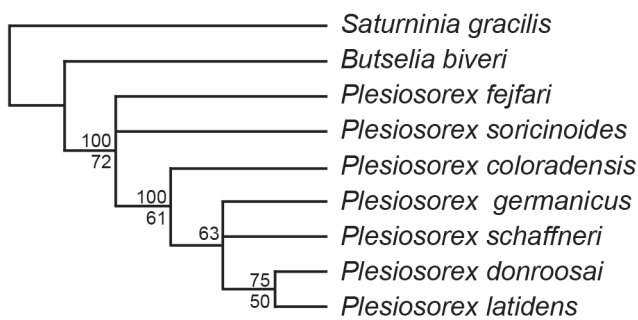 Saturninia gracilis
Butselia biveri
Plesiosorex fejfari
Plesiosorex soricinoides
100
72
Plesiosorex coloradensis
100
61
Plesiosorex germanicus
63
Plesiosorex schaffneri
Plesiosorex donroosai
75
50
Plesiosorex latidens